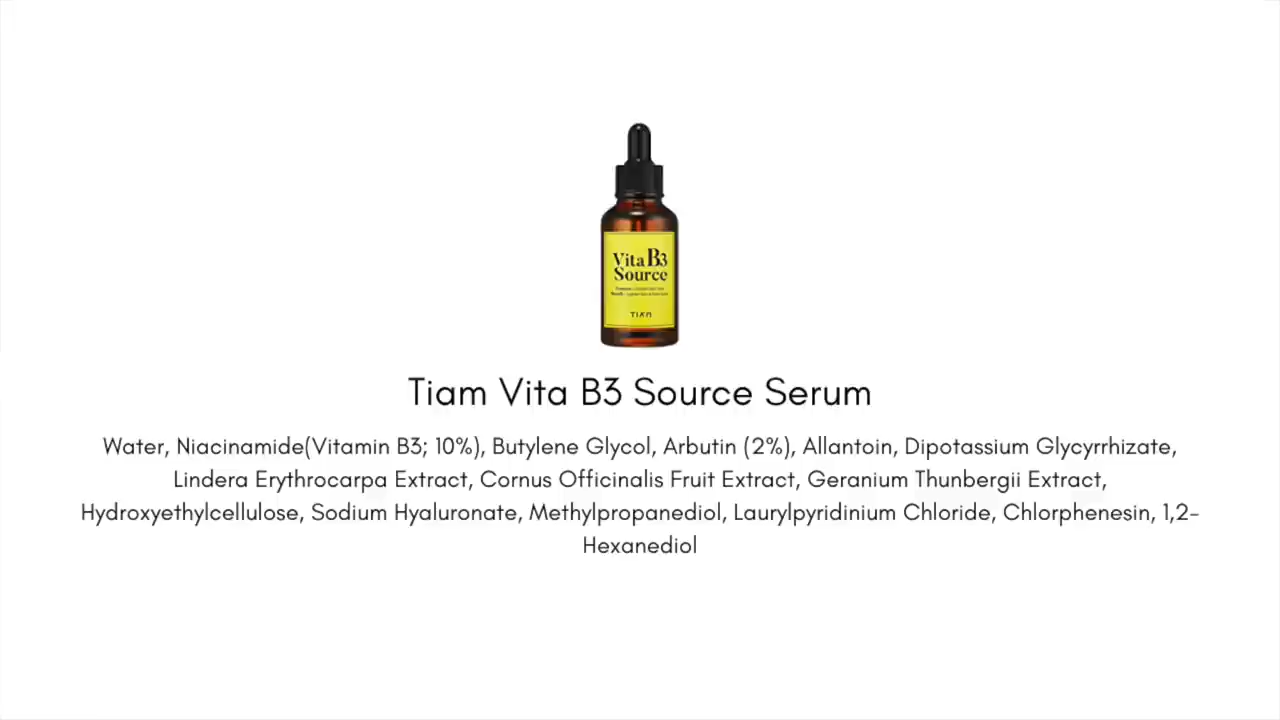 Vita B3
Source
TIA'M
Tiam Vita B3 Source Serum
Water, Niacinamide(Vitamin B3; 10%), Butylene Glycol, Arbutin (2%), Allantoin, Dipotassium Glycyrrhizate,
Lindera Erythrocarpa Extract, Cornus Officinalis Fruit Extract, Geranium Thunbergii Extract,
Hydroxyethylcellulose, Sodium Hyaluronate, Methylpropanediol, Laurylpyridinium Chloride, Chlorphenesin, 1,2-
Hexanediol